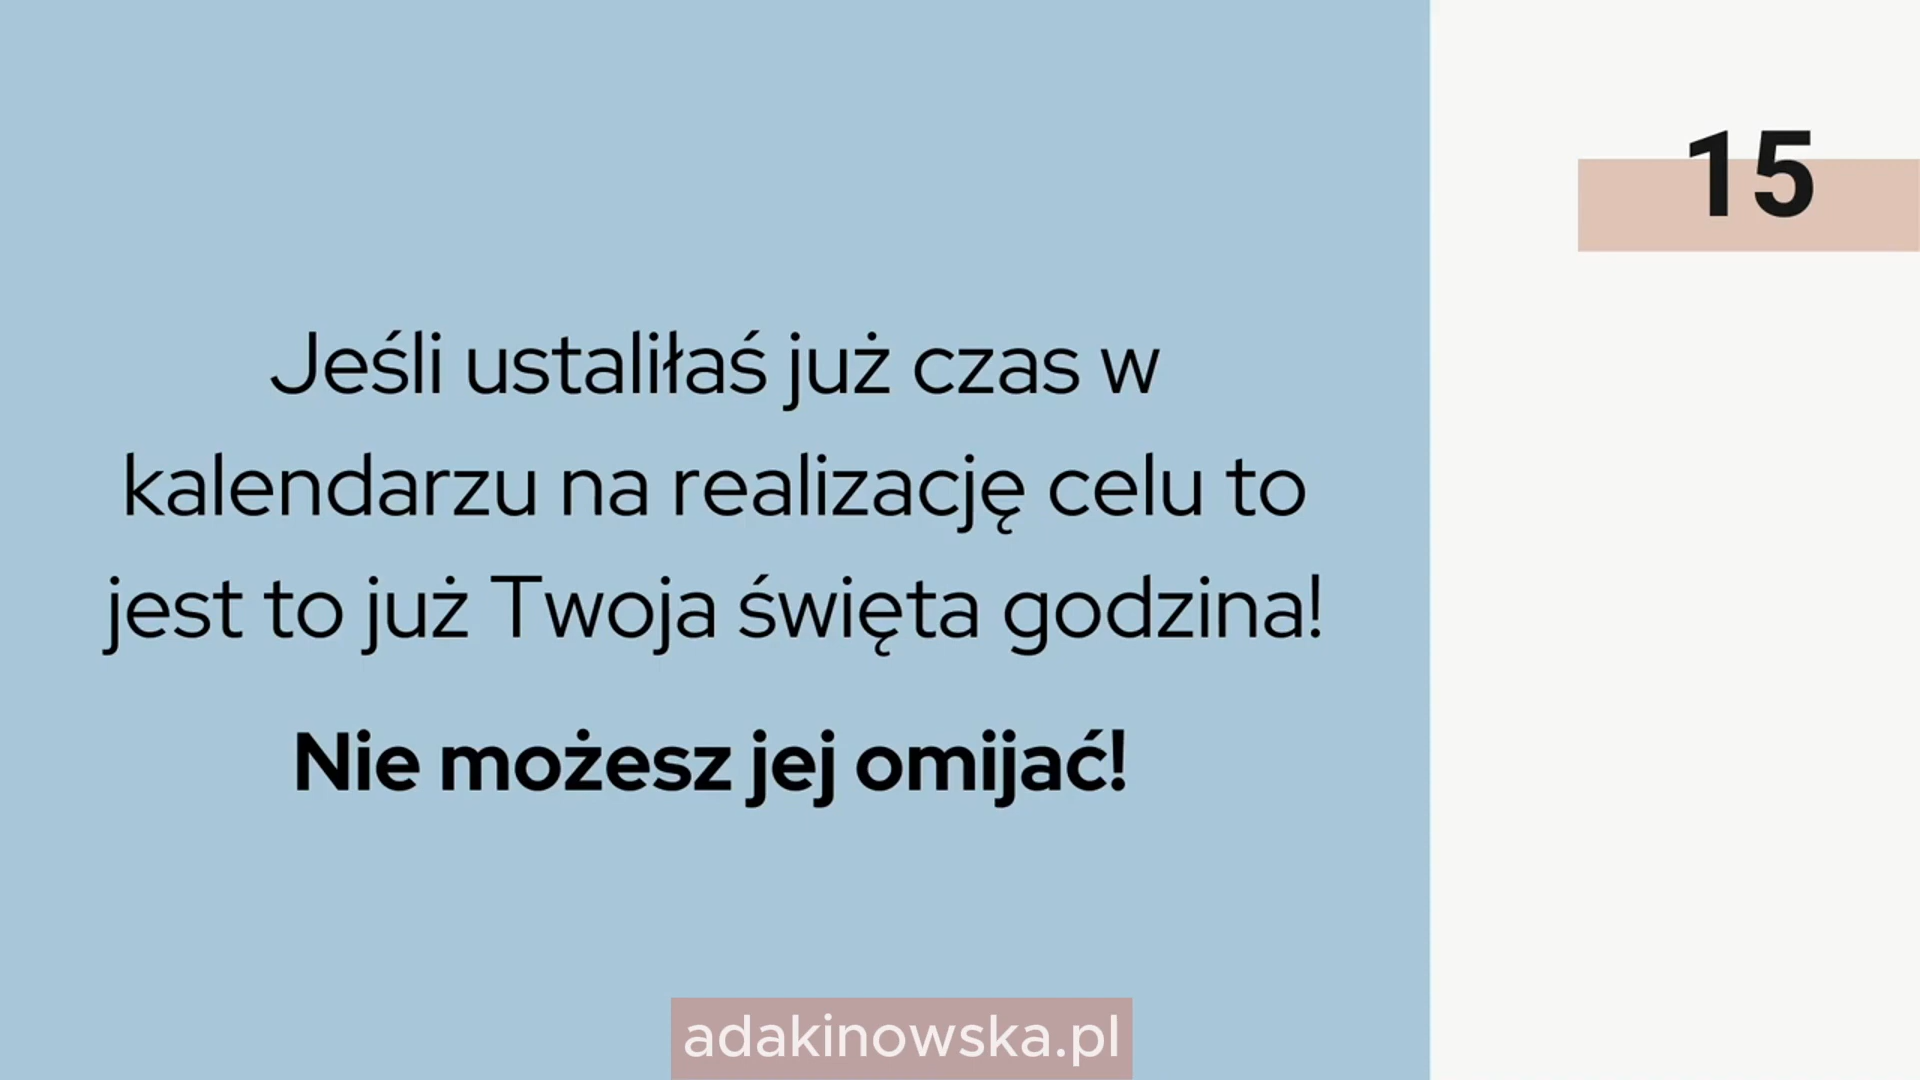 15
Jeśli ustaliłaś już czas w
kalendarzu na realizację celu to
jest to już Twoja święta godzina!
Nie możesz jej omijać!
adakinowska.pl